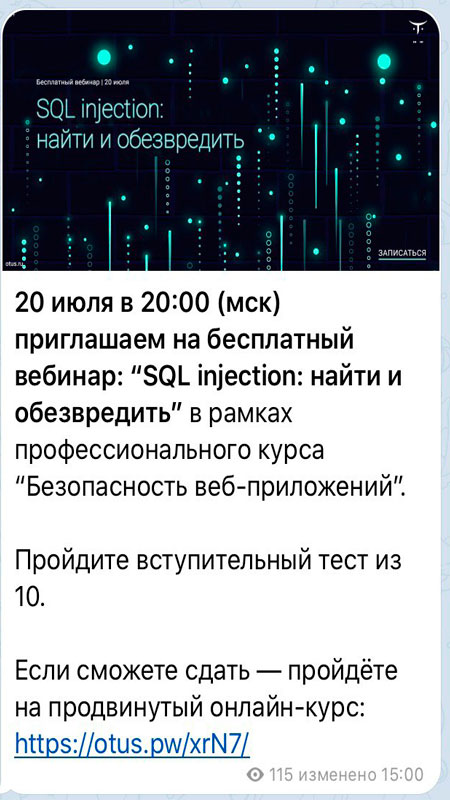 Бесплатный вебинар | 20 июля
SQL injection:
найти и обезвредить
ЗАПИСАТЬСЯ
otus.ru
20 июля в 20:00 (мск)
приглашаем на бесплатный
вебинар: “SQL injection: найти и
обезвредить” в рамках
профессионального курса
“Безопасность веб-приложений”.
Пройдите вступительный тест из
10.
Если сможете сдать — пройдёте
на продвинутый онлайн-курс:
https://otus.pw/xrN7/
115 изменено 15:00